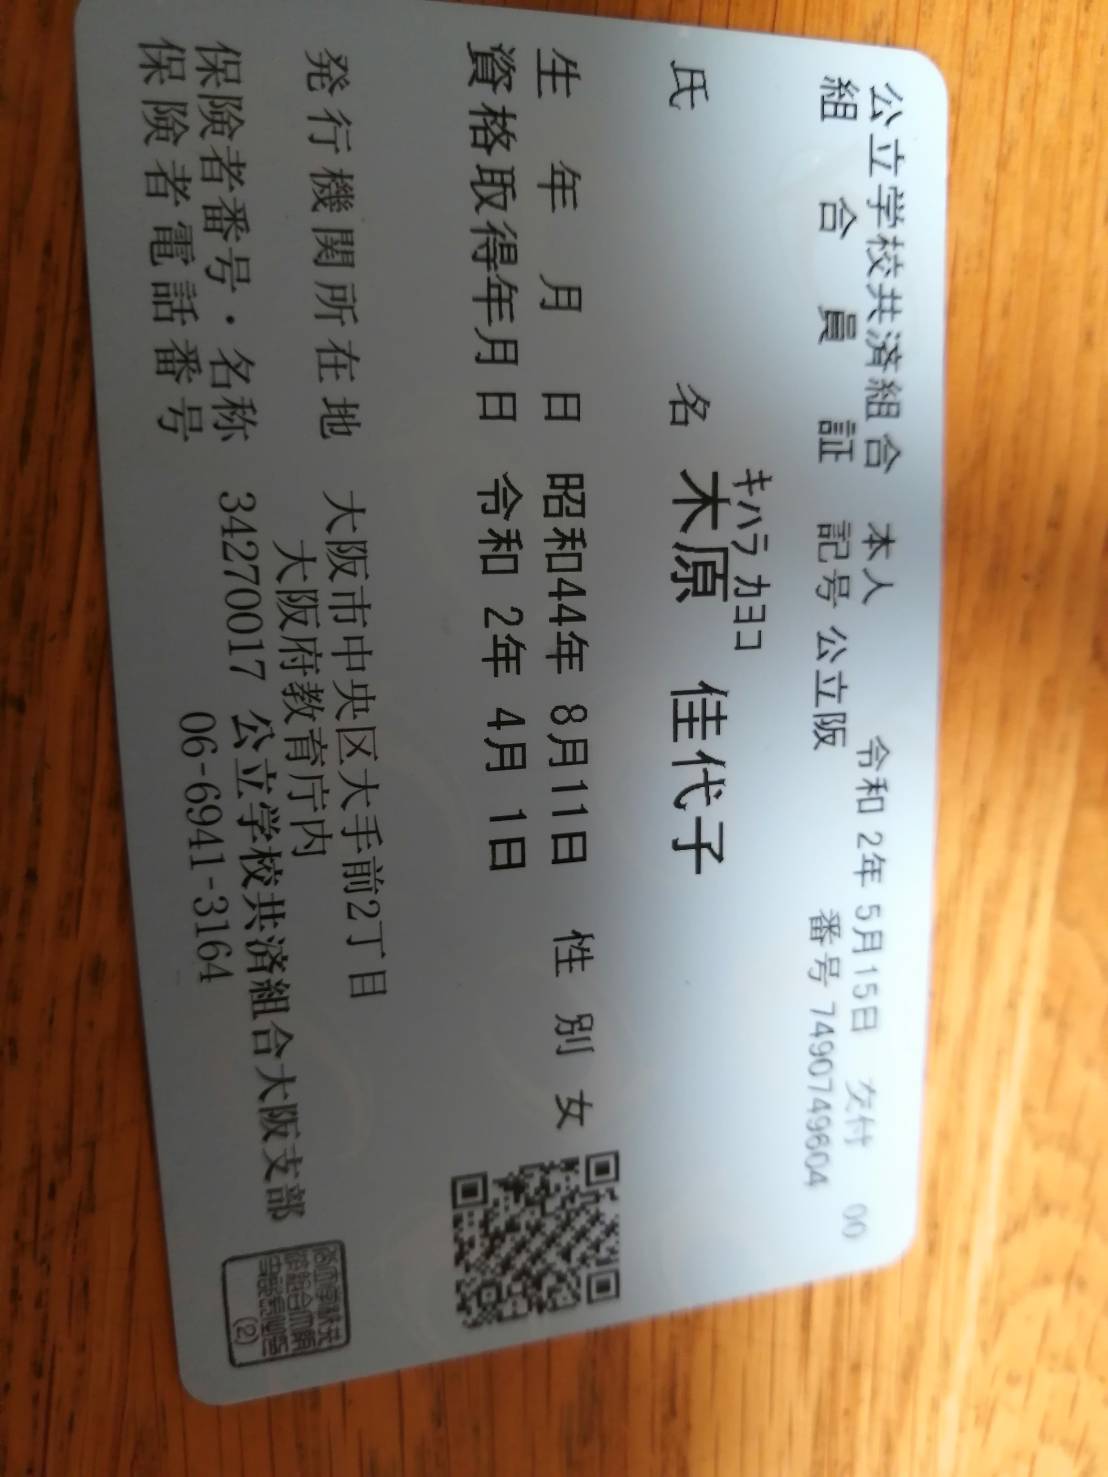 公立学校共済組合 本人 令和 2年 5月15日 交付 00
組合員証 記号 公立阪 番号 7490749604
ｷﾊﾗ ｶﾖｺ
氏名 木原 佳代子
生年月日 昭和44年 8月11日 性別 女
資格取得年月日 令和 2年 4月 1日
発行機関所在地 大阪市中央区大手前2丁目
大阪府教育庁内
保険者番号・名称 34270017 公立学校共済組合大阪支部
保険者電話番号 06-6941-3164
(2)